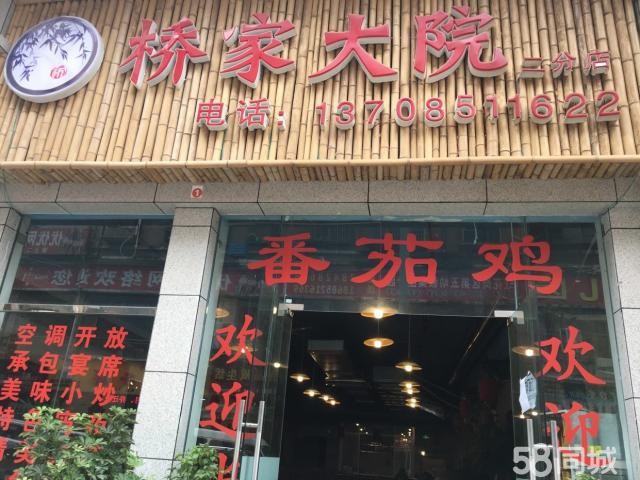 桥家大院 二分店
电话：13708511622
1
番茄鸡
欢迎
欢迎
空调开放
承包宴席
美味小炒
58同城